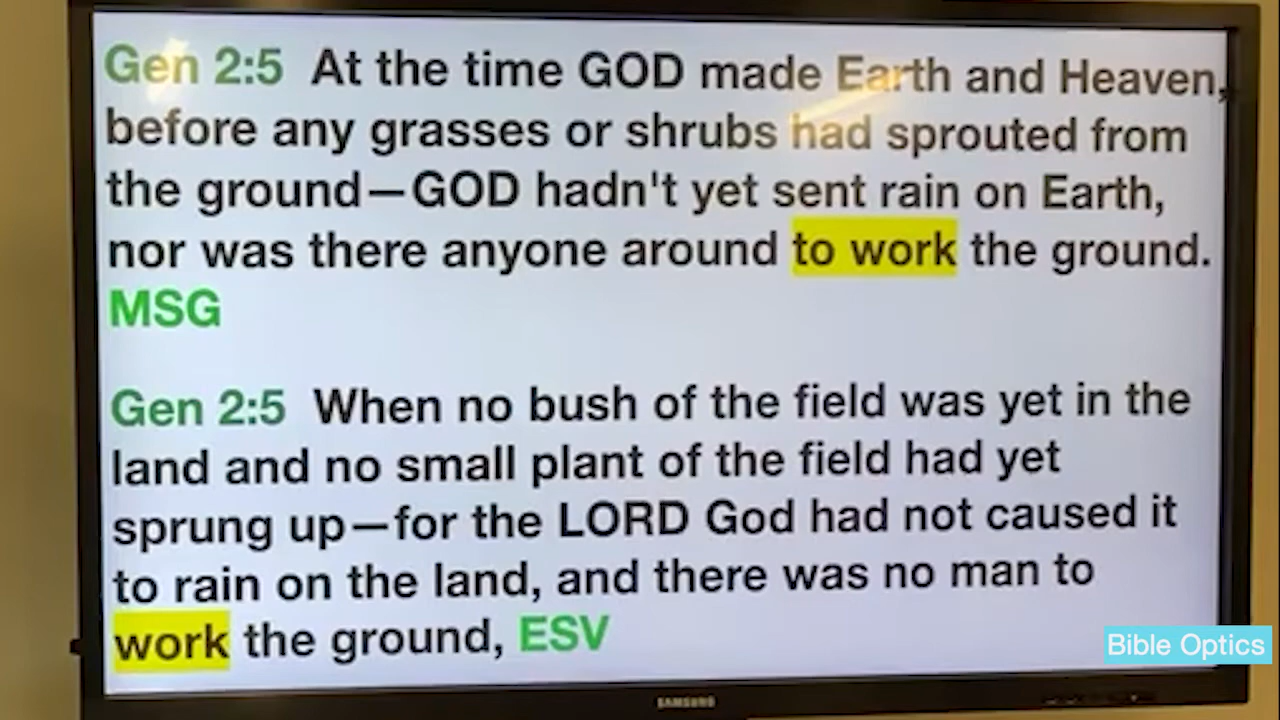 Gen 2:5 At the time GOD made Earth and Heaven,
before any grasses or shrubs had sprouted from
the ground—GOD hadn't yet sent rain on Earth,
nor was there anyone around to work the ground.
MSG
Gen 2:5 When no bush of the field was yet in the
land and no small plant of the field had yet
sprung up—for the LORD God had not caused it
to rain on the land, and there was no man to
work the ground, ESV
Bible Optics
SAMSUNG